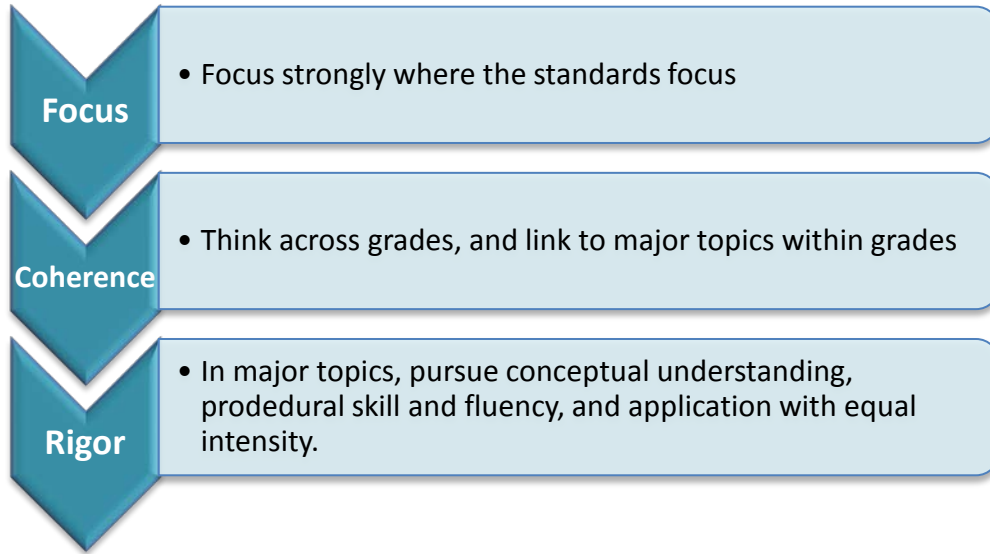 Focus
• Focus strongly where the standards focus
Coherence
• Think across grades, and link to major topics within grades
Rigor
• In major topics, pursue conceptual understanding,
prodedural skill and fluency, and application with equal
intensity.